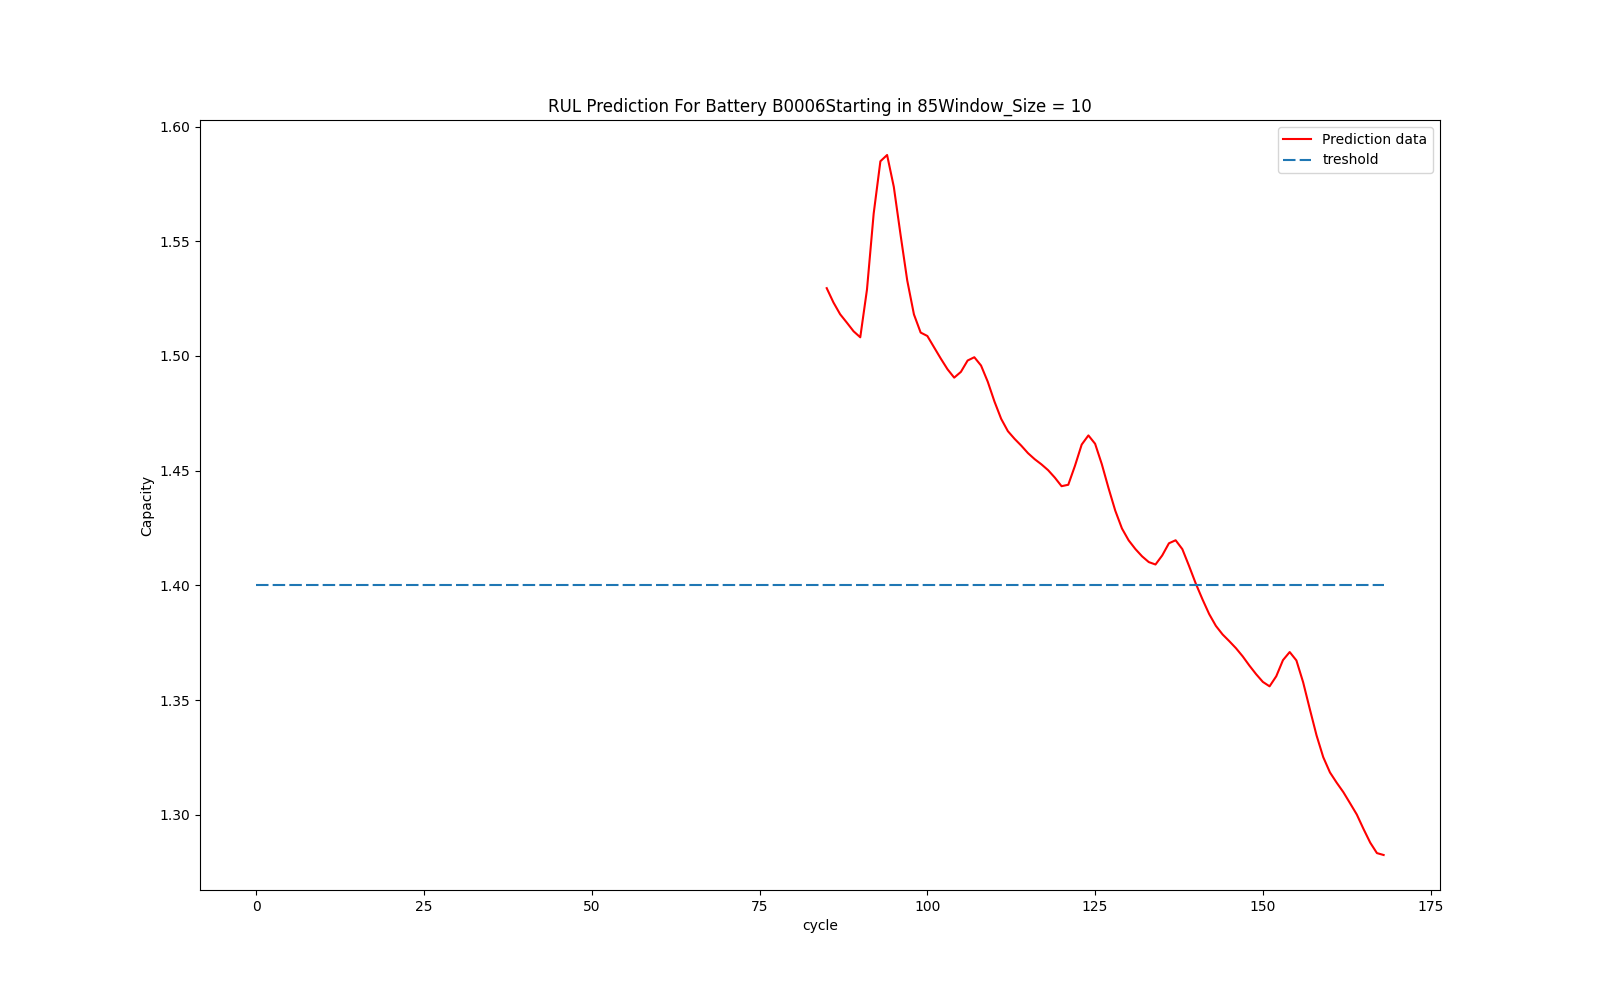 RUL Prediction For Battery B0006Starting in 85Window_Size = 10
Prediction data
treshold
1.60
1.55
1.50
1.45
1.40
1.35
1.30
Capacity
0 25 50 75 100 125 150 175
cycle